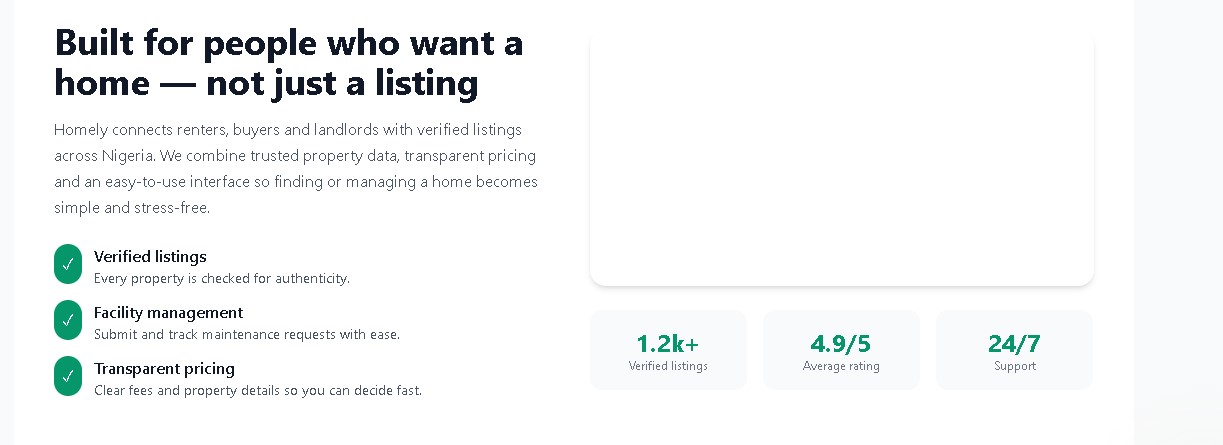 Built for people who want a
home — not just a listing
Homely connects renters, buyers and landlords with verified listings
across Nigeria. We combine trusted property data, transparent pricing
and an easy-to-use interface so finding or managing a home becomes
simple and stress-free.
✓ Verified listings
Every property is checked for authenticity.
✓ Facility management
Submit and track maintenance requests with ease.
✓ Transparent pricing
Clear fees and property details so you can decide fast.
1.2k+
Verified listings
4.9/5
Average rating
24/7
Support